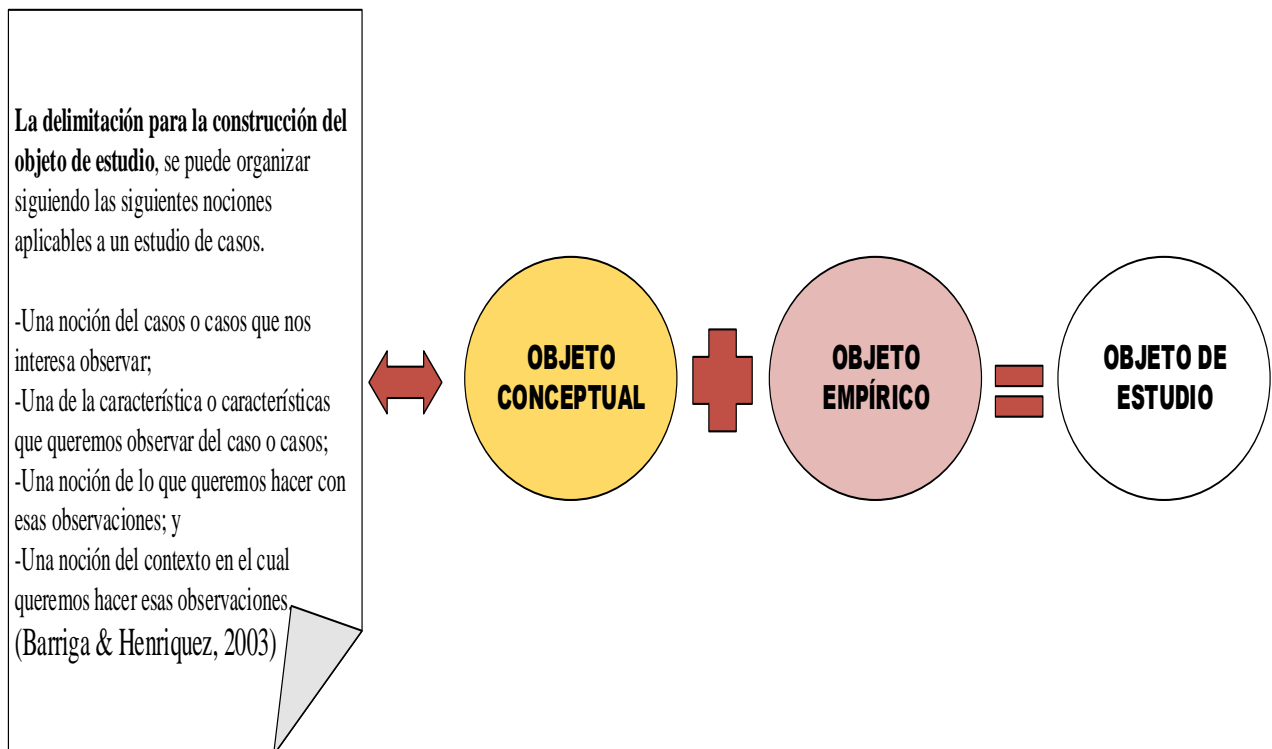 La delimitación para la construcción del
objeto de estudio, se puede organizar
siguiendo las siguientes nociones
aplicables a un estudio de casos.
-Una noción del casos o casos que nos
interesa observar;
-Una de la característica o características
que queremos observar del caso o casos;
-Una noción de lo que queremos hacer con
esas observaciones; y
-Una noción del contexto en el cual
queremos hacer esas observaciones.
(Barriga & Henriquez, 2003)
OBJETO
CONCEPTUAL
OBJETO
EMPÍRICO
OBJETO DE
ESTUDIO